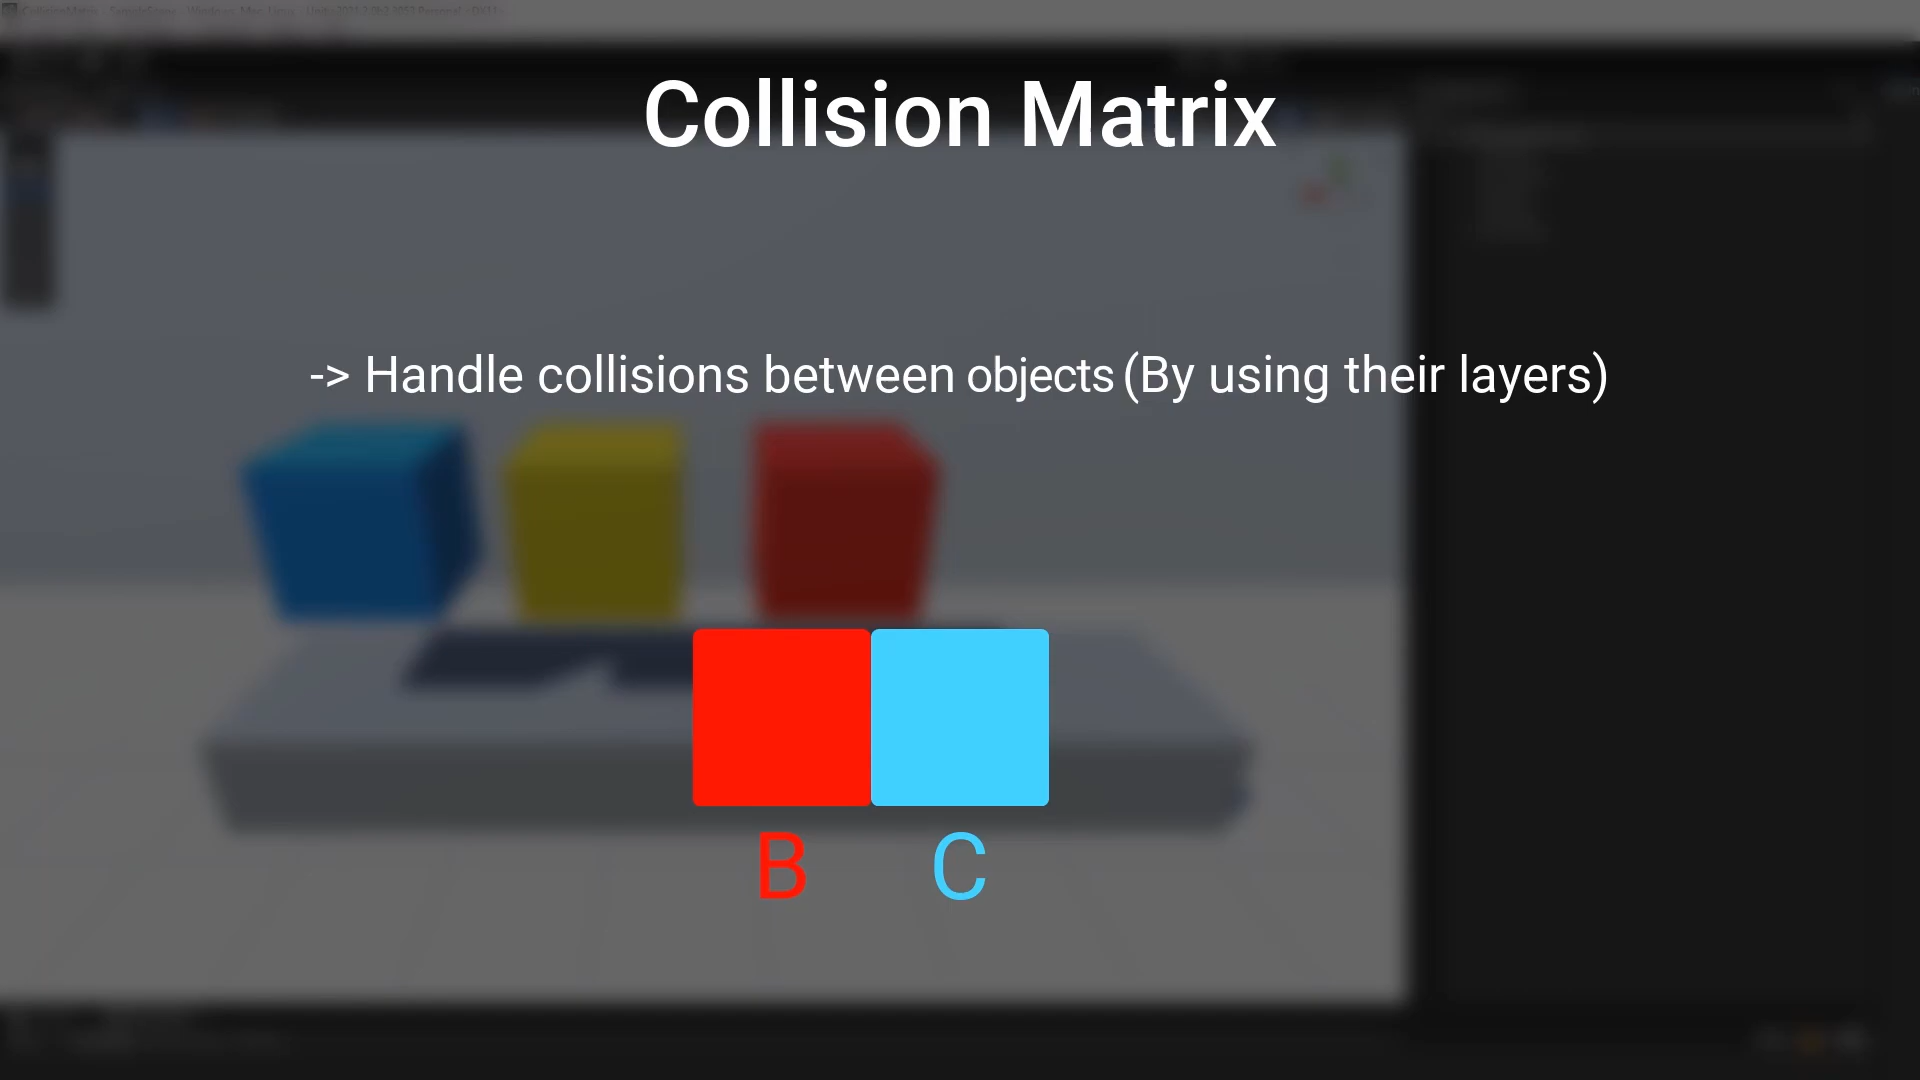 Collision Matrix
-> Handle collisions between objects (By using their layers)
B C